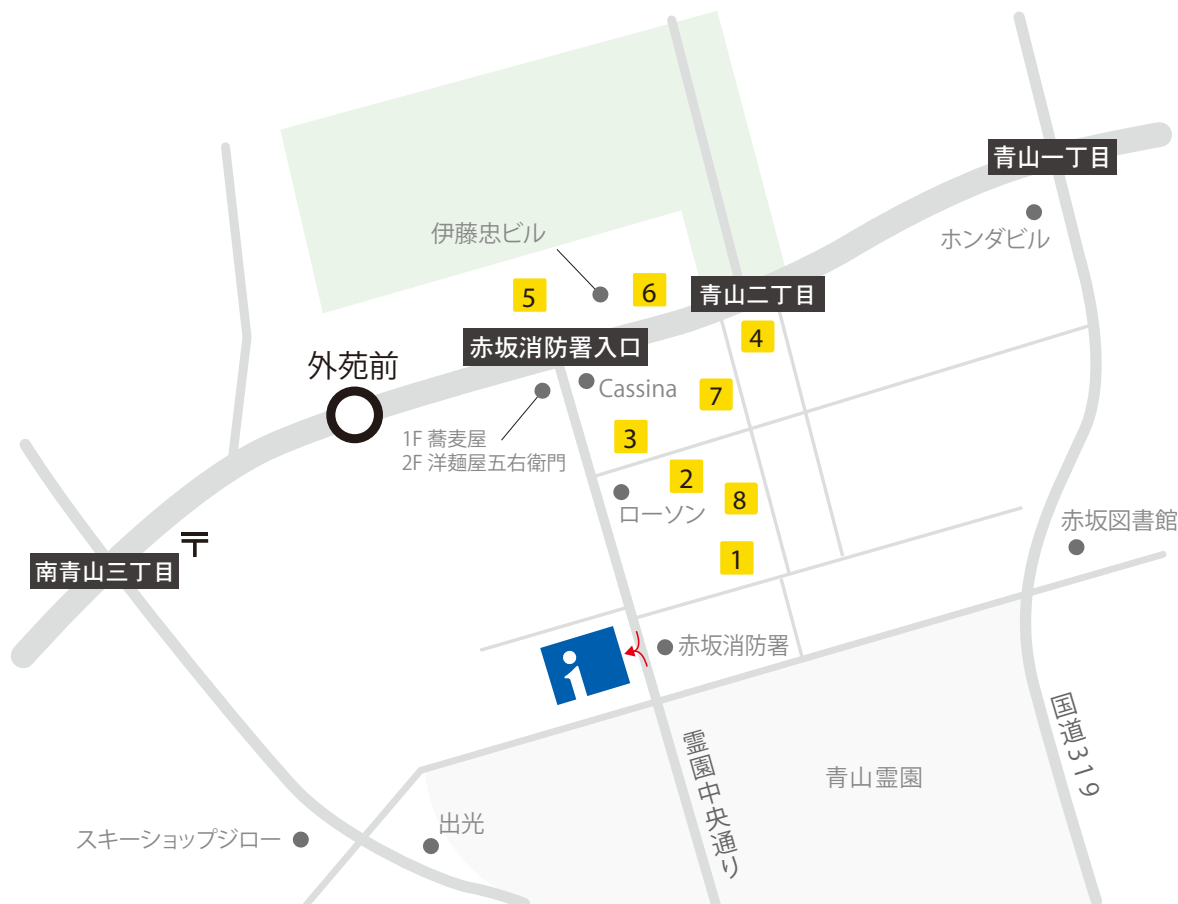 青山一丁目
ホンダビル
伊藤忠ビル
5
6
青山二丁目
4
赤坂消防署入口
外苑前
Cassina
7
1F 蕎麦屋
2F 洋麺屋五右衛門
3
2
ローソン
8
1
赤坂図書館
〒
南青山三丁目
i
赤坂消防署
国道319
霊園中央通り
青山霊園
スキーショップジロー
出光